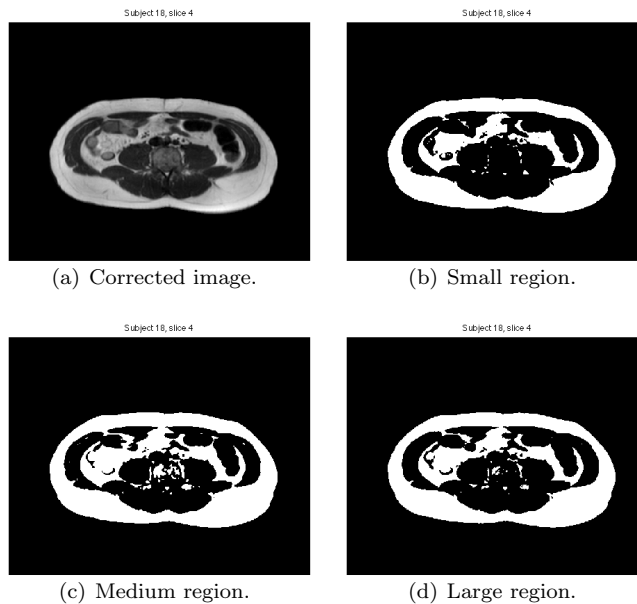 Subject 18, slice 4
Subject 18, slice 4
(a) Corrected image.
(b) Small region.
Subject 18, slice 4
Subject 18, slice 4
(c) Medium region.
(d) Large region.